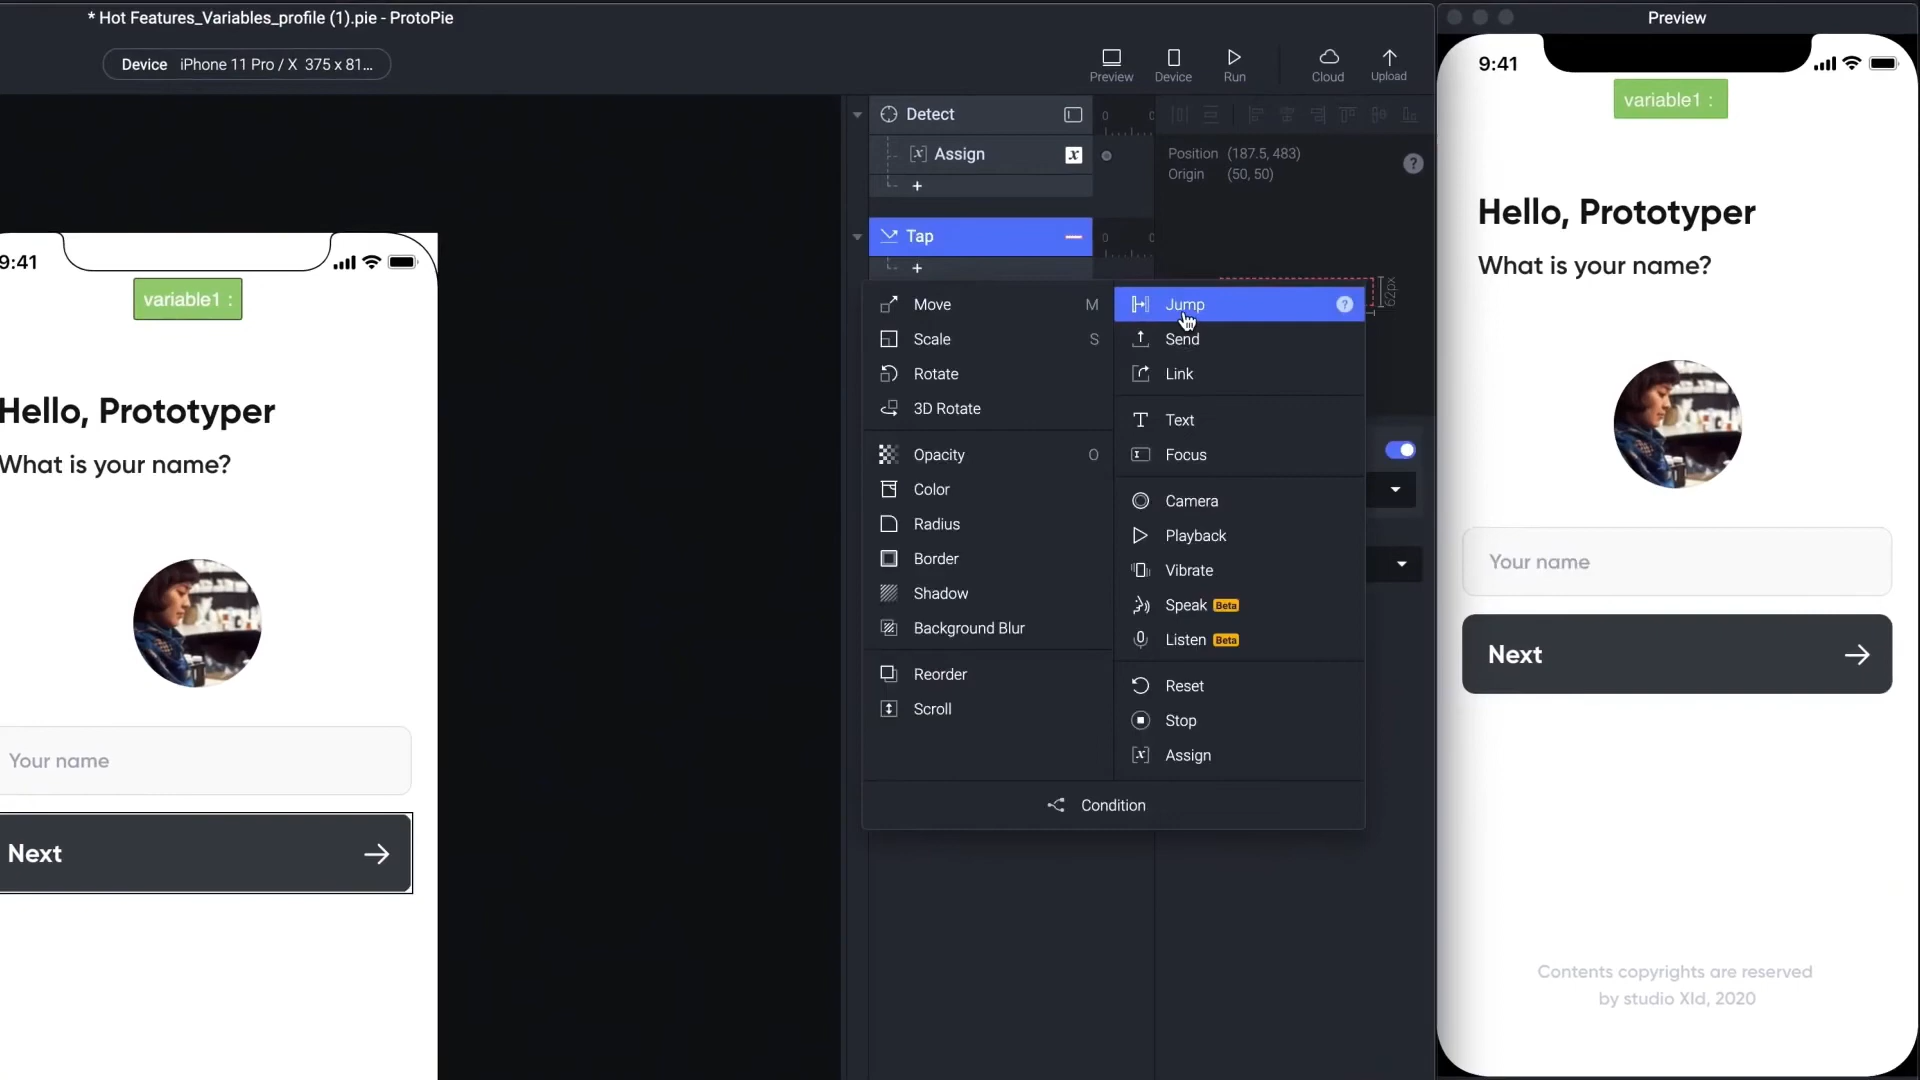 * Hot Features_Variables_profile (1).pie - ProtoPie
Preview
Device iPhone 11 Pro / X 375 x 81...
Preview
Device
Run
Cloud
Upload
Detect
Assign
Tap
0
0
Position (187.5, 483)
Origin (50, 50)
62px
9:41
variable1 :
Hello, Prototyper
What is your name?
Your name
Next
Move M
Scale S
Rotate
3D Rotate
Opacity O
Color
Radius
Border
Shadow
Background Blur
Reorder
Scroll
Jump
Send
Link
Text
Focus
Camera
Playback
Vibrate
Speak Beta
Listen Beta
Reset
Stop
Assign
Condition
9:41
variable1 :
Hello, Prototyper
What is your name?
Your name
Next
Contents copyrights are reserved
by studio XId, 2020